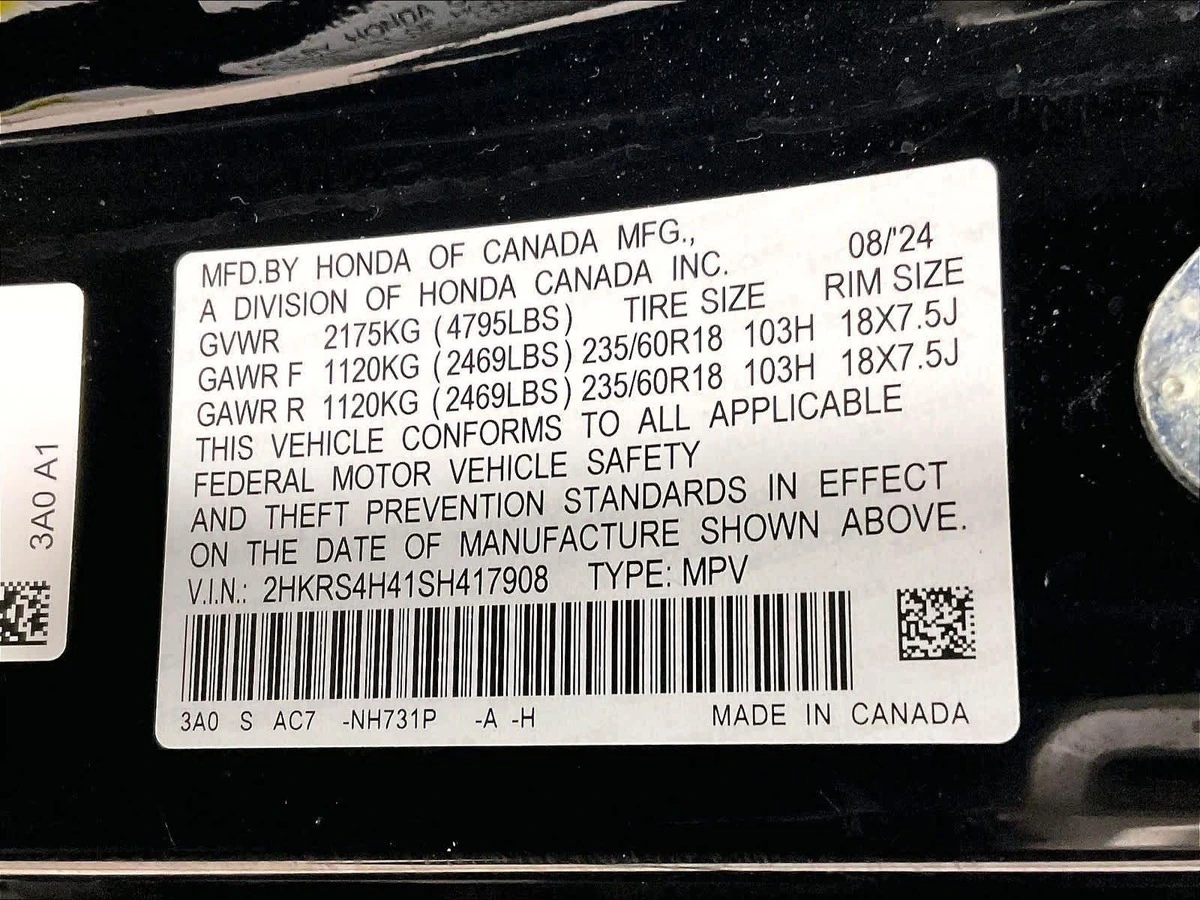 MFD.BY HONDA OF CANADA MFG., 08/'24
A DIVISION OF HONDA CANADA INC.
GVWR 2175KG (4795LBS) TIRE SIZE RIM SIZE
GAWR F 1120KG (2469LBS) 235/60R18 103H 18X7.5J
GAWR R 1120KG (2469LBS) 235/60R18 103H 18X7.5J
THIS VEHICLE CONFORMS TO ALL APPLICABLE
FEDERAL MOTOR VEHICLE SAFETY
AND THEFT PREVENTION STANDARDS IN EFFECT
ON THE DATE OF MANUFACTURE SHOWN ABOVE.
V.I.N.: 2HKRS4H41SH417908 TYPE: MPV
3A0 S AC7 -NH731P -A -H MADE IN CANADA
3A0 A1
HONDA